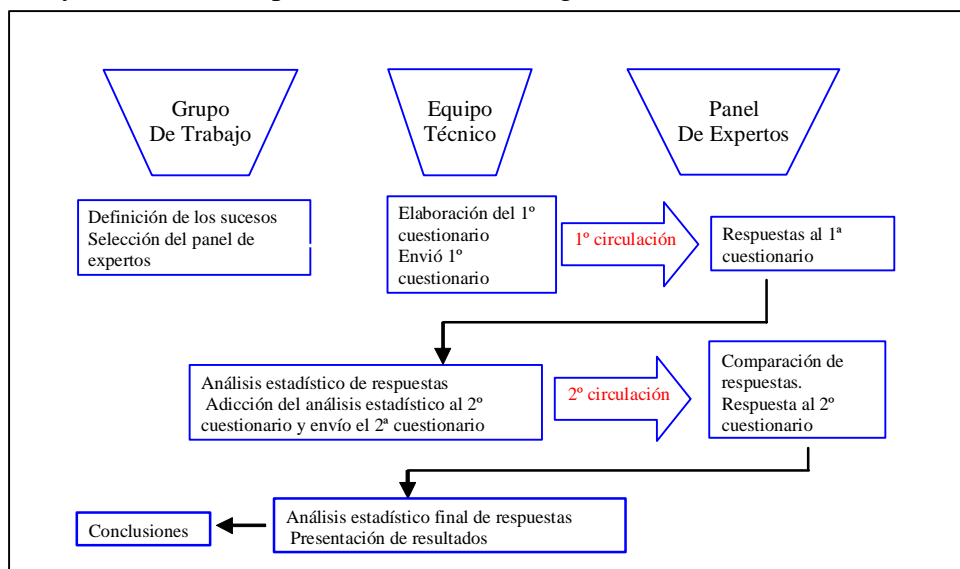 Grupo
De Trabajo
Equipo
Técnico
Panel
De Expertos
Definición de los sucesos
Selección del panel de
expertos
Elaboración del 1º
cuestionario
Envió 1º
cuestionario
1º circulación
Respuestas al 1ª
cuestionario
Análisis estadístico de respuestas
Adicción del análisis estadístico al 2º
cuestionario y envío el 2ª cuestionario
2º circulación
Comparación de
respuestas.
Respuesta al 2º
cuestionario
Conclusiones
Análisis estadístico final de respuestas
Presentación de resultados